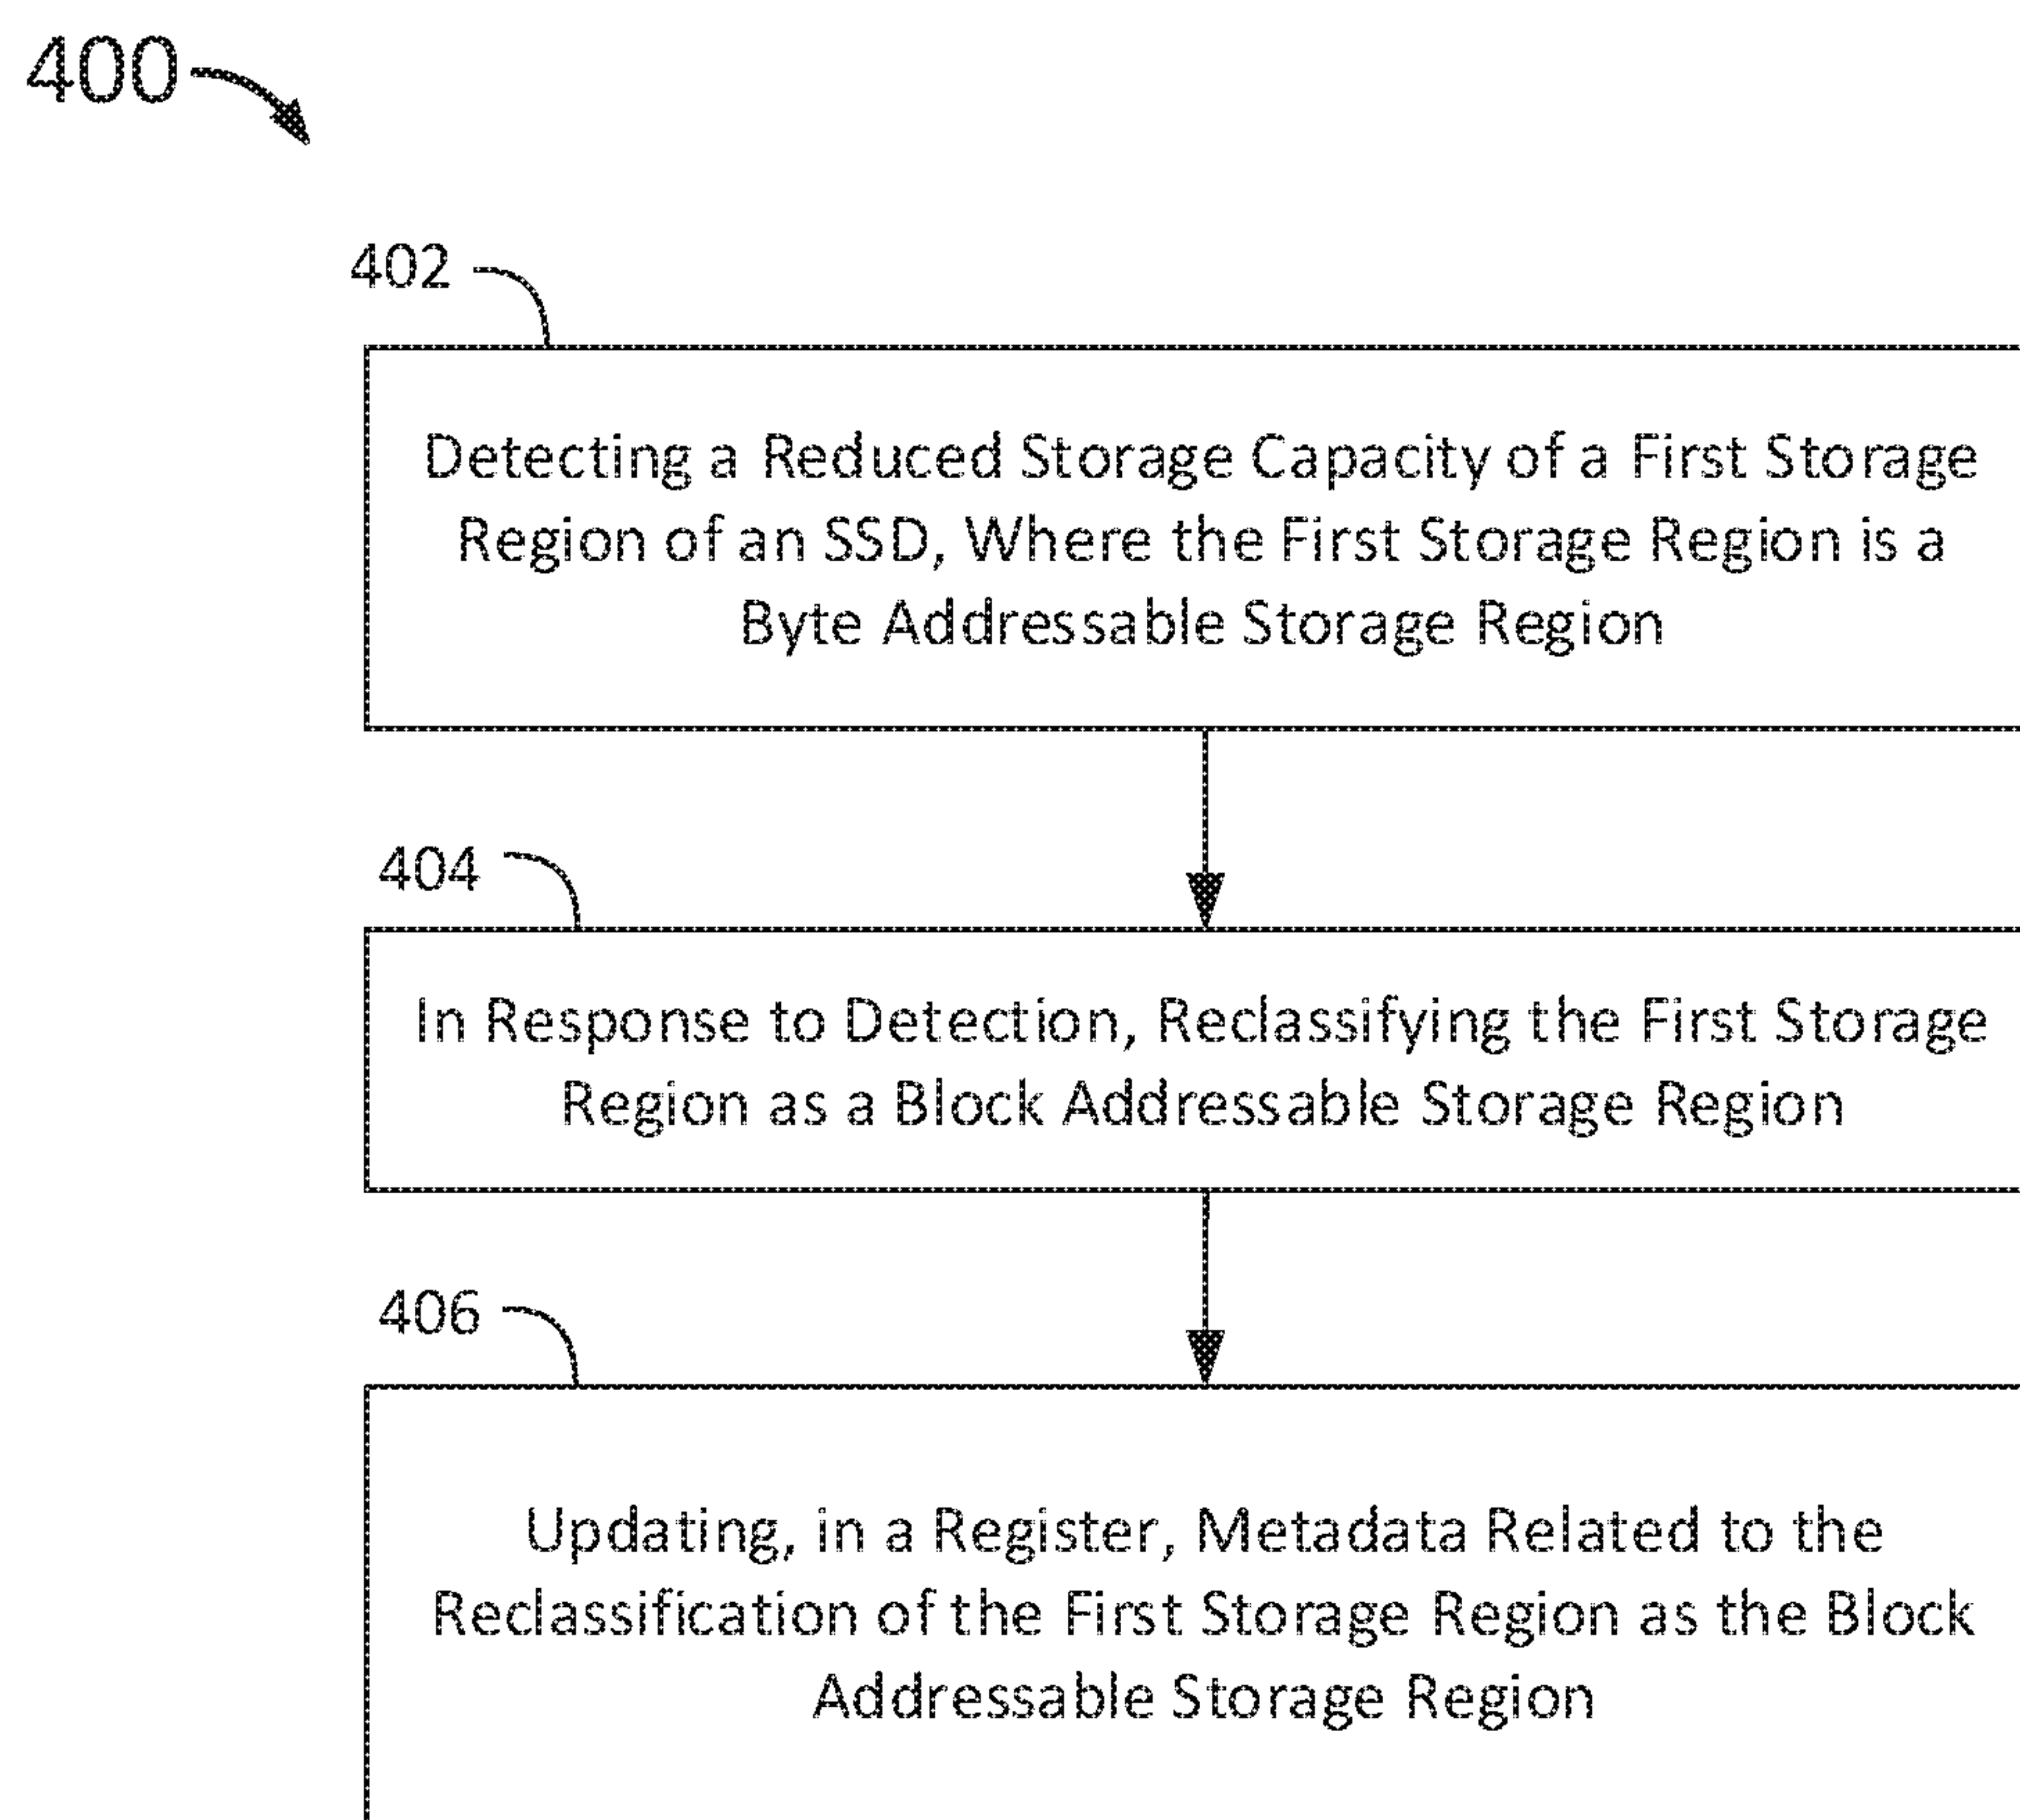 400
402
Detecting a Reduced Storage Capacity of a First Storage
Region of an SSD, Where the First Storage Region is a
Byte Addressable Storage Region
404
In Response to Detection, Reclassifying the First Storage
Region as a Block Addressable Storage Region
406
Updating, in a Register, Metadata Related to the
Reclassification of the First Storage Region as the Block
Addressable Storage Region